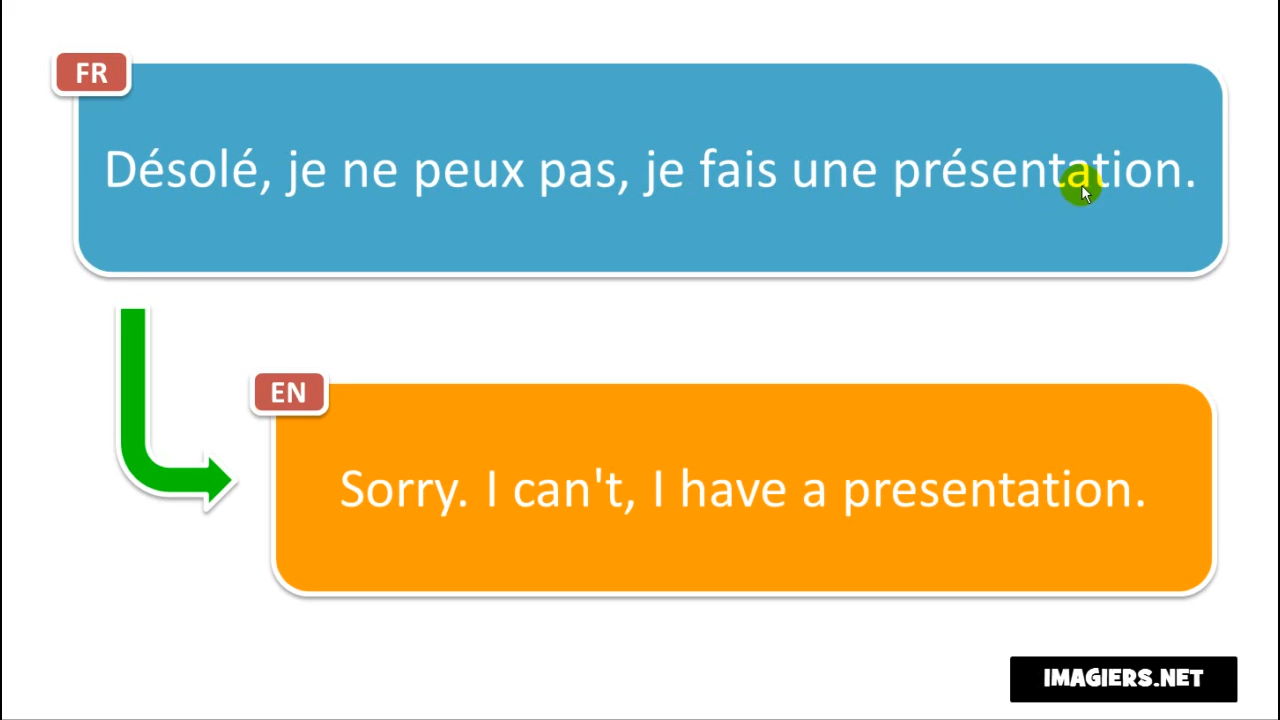 FR
Désolé, je ne peux pas, je fais une présentation.
EN
Sorry. I can't, I have a presentation.
IMAGIERS.NET